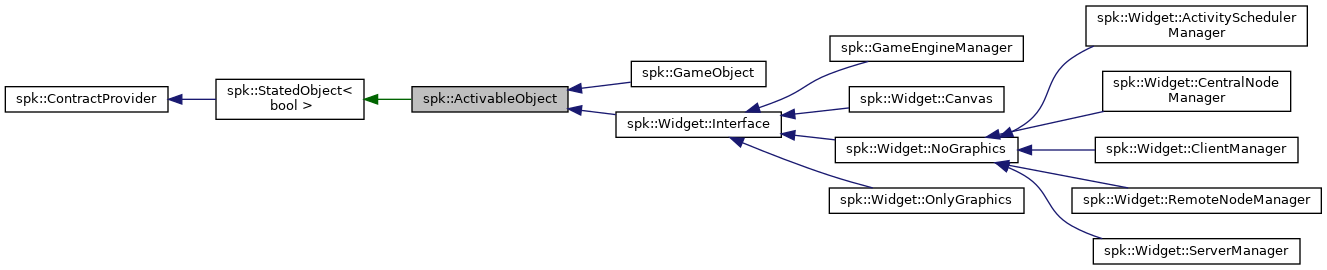 spk::ContractProvider
spk::StatedObject<
bool >
spk::ActivableObject
spk::GameObject
spk::Widget::Interface
spk::GameEngineManager
spk::Widget::Canvas
spk::Widget::NoGraphics
spk::Widget::OnlyGraphics
spk::Widget::ActivityScheduler
Manager
spk::Widget::CentralNode
Manager
spk::Widget::ClientManager
spk::Widget::RemoteNodeManager
spk::Widget::ServerManager